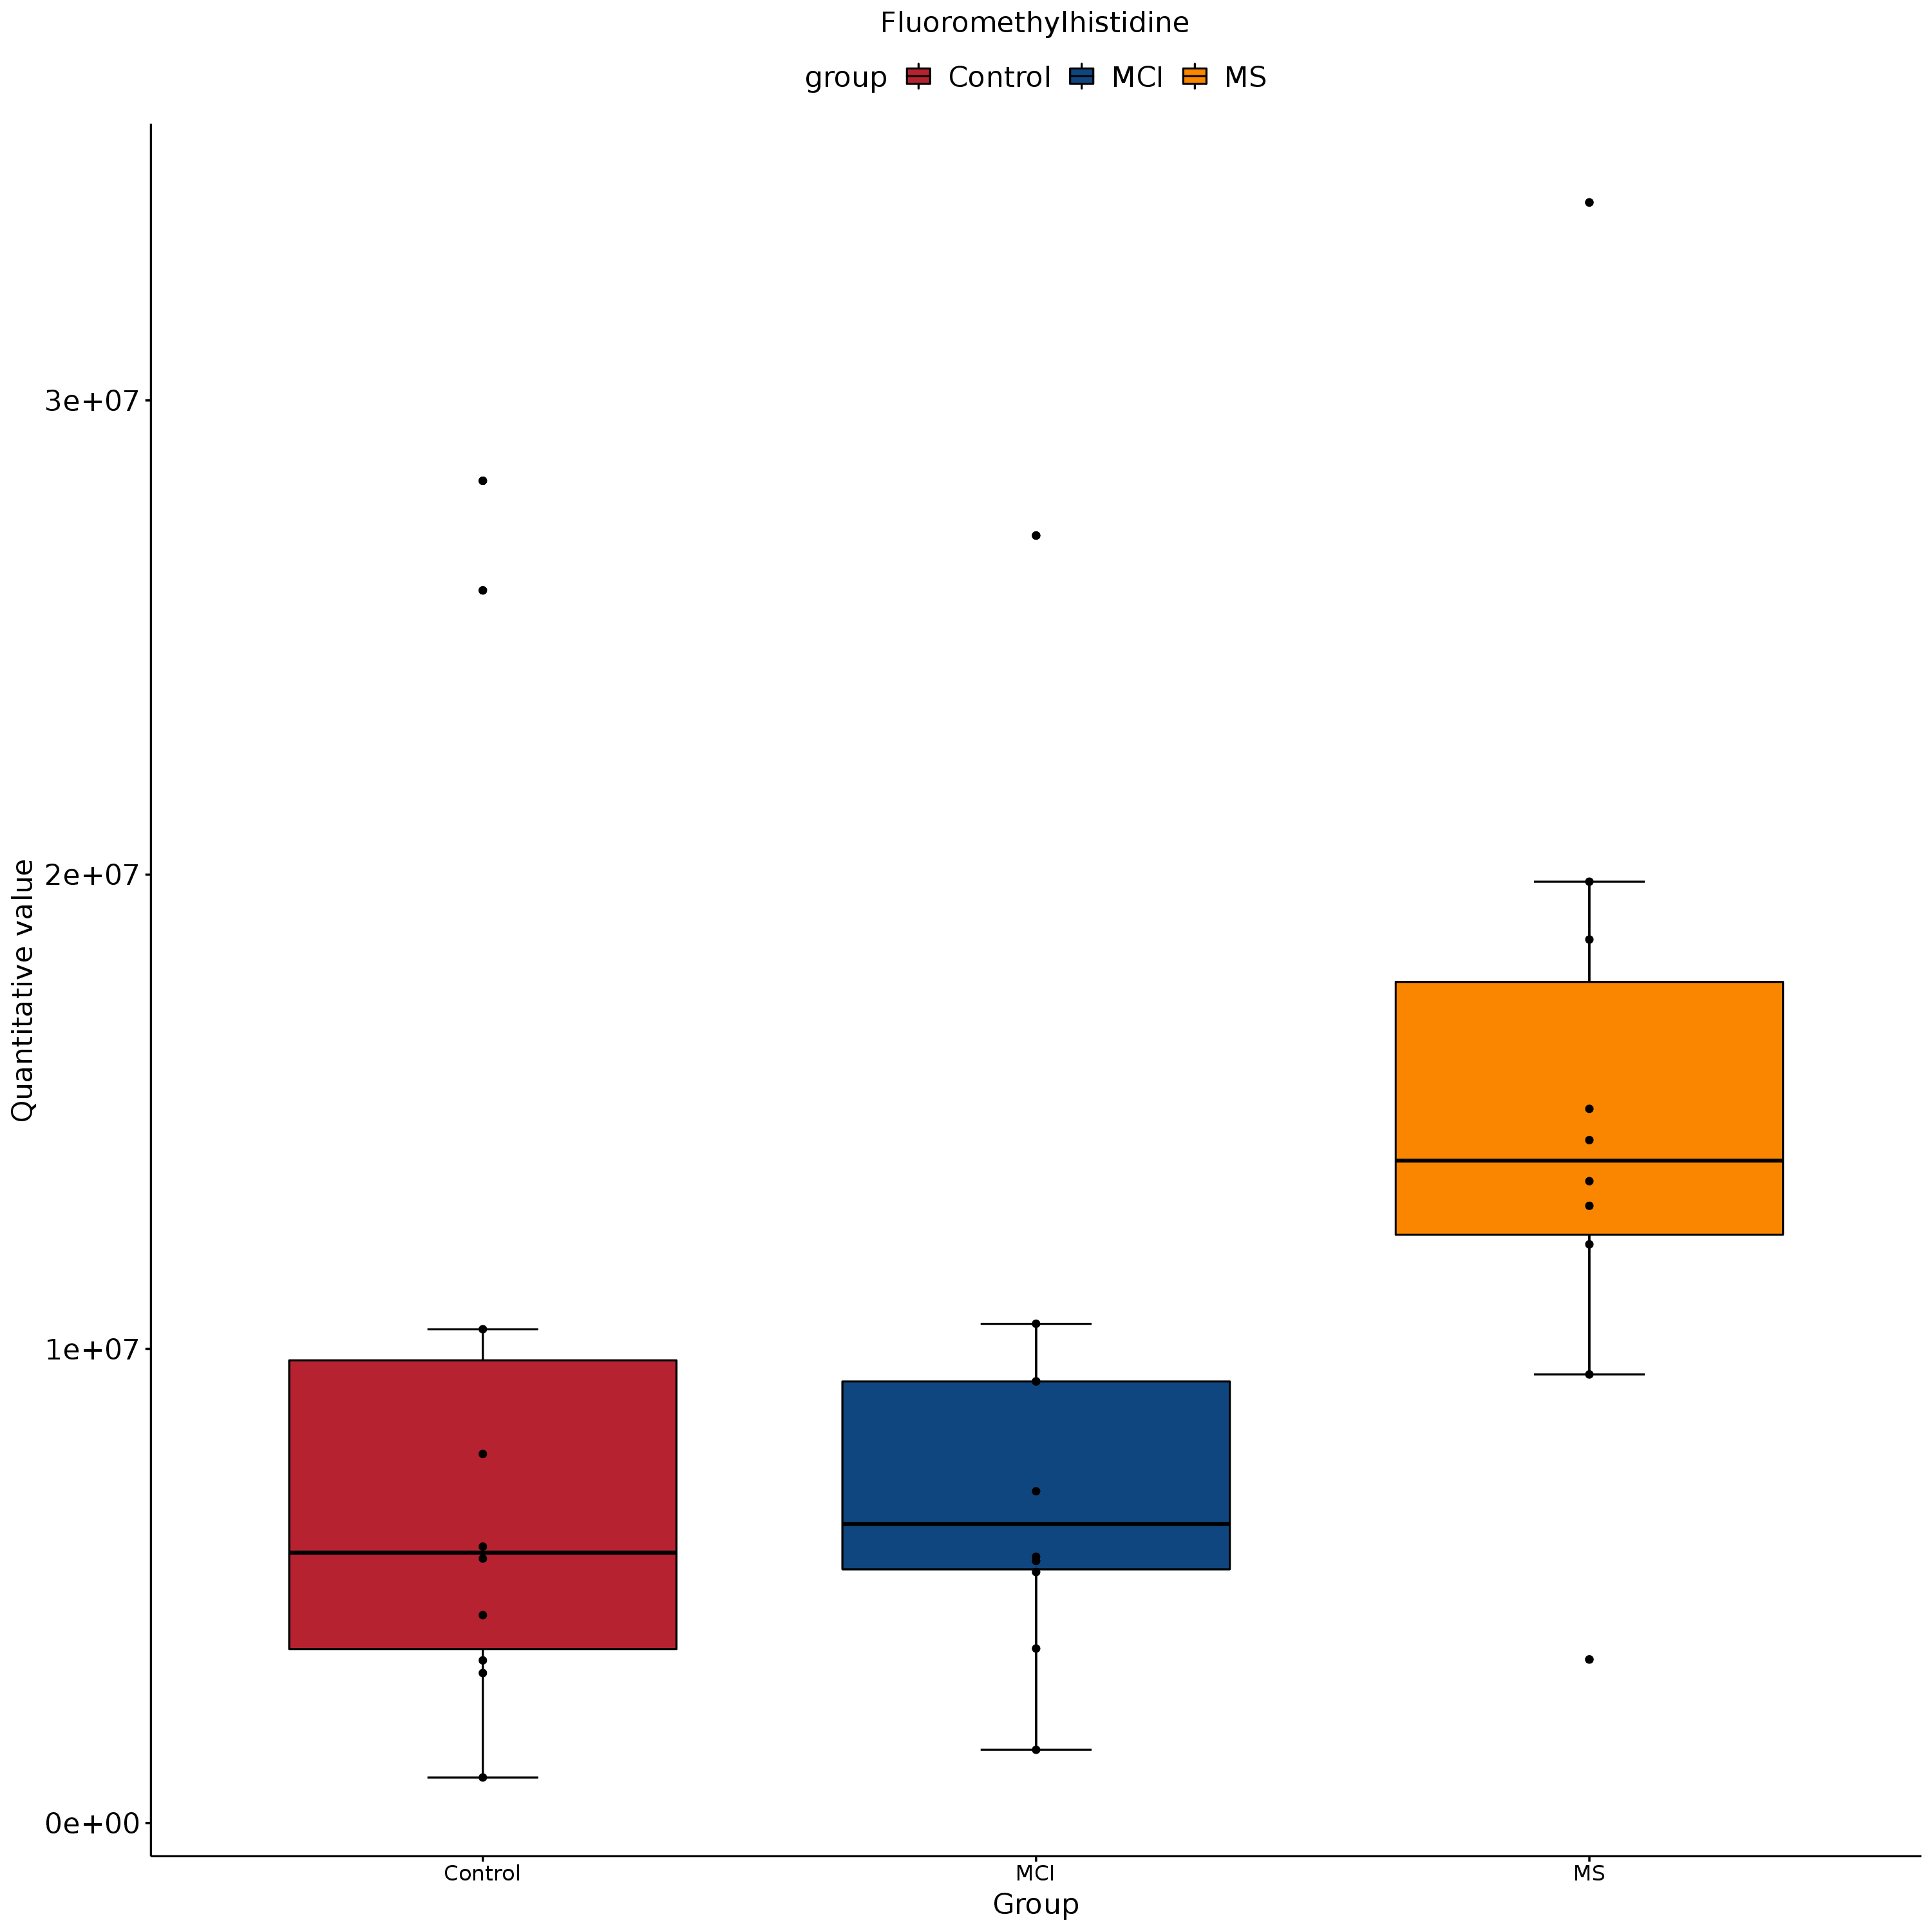 Fluoromethylhistidine
group Control MCI MS
Quantitative value
3e+07
2e+07
1e+07
0e+00
Control MCI MS
Group